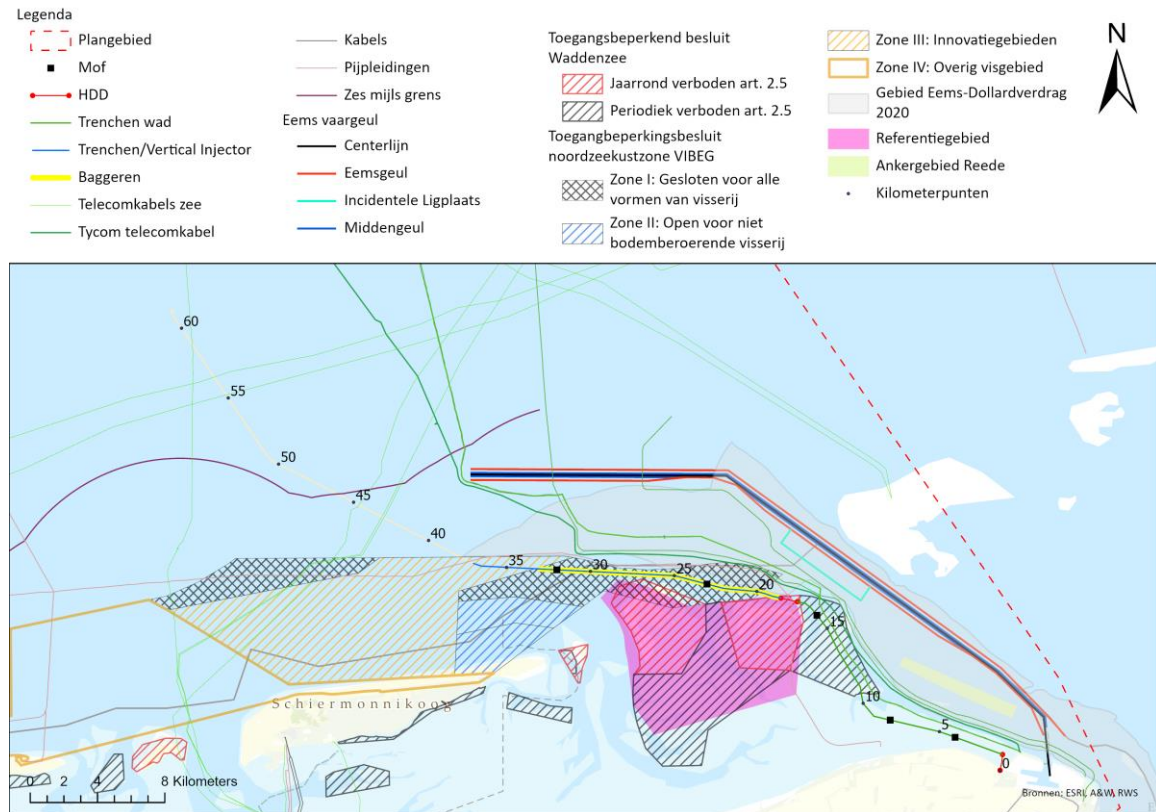 Legenda
Plangebied
Mof
HDD
Trenchen wad
Trenchen/Vertical Injector
Baggeren
Telecomkabels zee
Tycom telecomkabel
Kabels
Pijpleidingen
Zes mijls grens
Eems vaargeul
Centerlijn
Eemsgeul
Incidentele Ligplaats
Middengeul
Toegangsbeperkend besluit
Waddenzee
Jaarrond verboden art. 2.5
Periodiek verboden art. 2.5
Toegangbeperkingsbesluit
noordzeekustzone VIBEG
Zone I: Gesloten voor alle
vormen van visserij
Zone II: Open voor niet
bodemberoerende visserij
Zone III: Innovatiegebieden
Zone IV: Overig visgebied
Gebied Eems-Dollardverdrag
2020
Referentiegebied
Ankergebied Reede
Kilometerpunten
N
60
55
50
45
40
35
30
25
20
15
10
5
0
Schiermonnikoog
0 2 4 8 Kilometers
Bronnen: ESRI, A&W, RWS